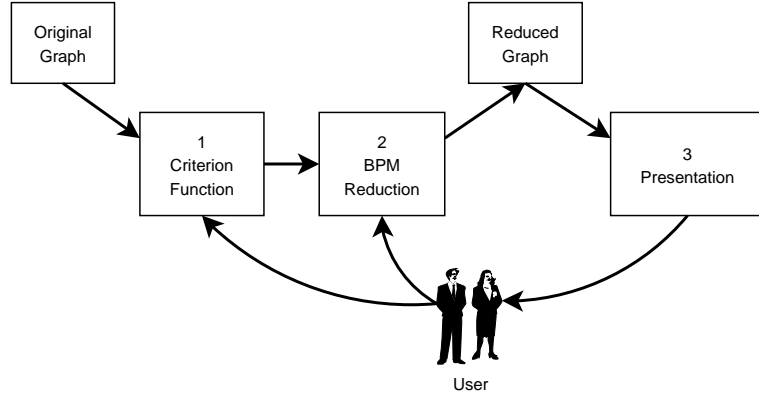 Original
Graph
Reduced
Graph
1
Criterion
Function
2
BPM
Reduction
3
Presentation
User